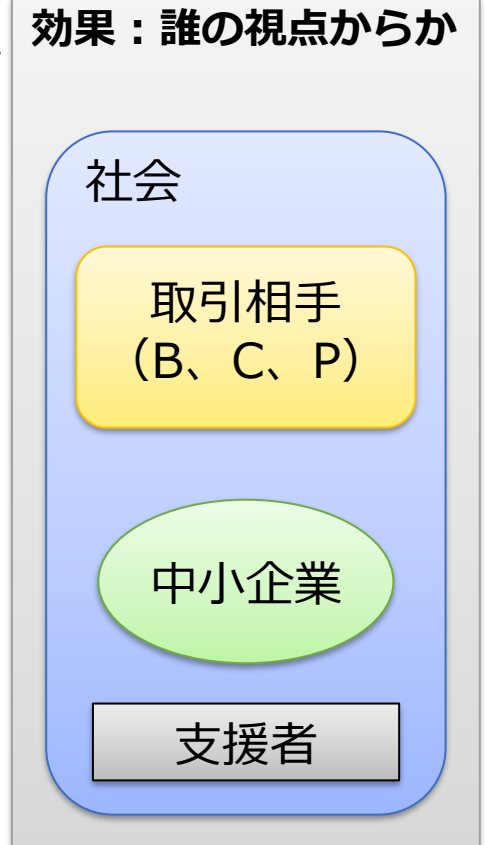 効果：誰の視点からか
社会
取引相手
（B、C、P）
中小企業
支援者